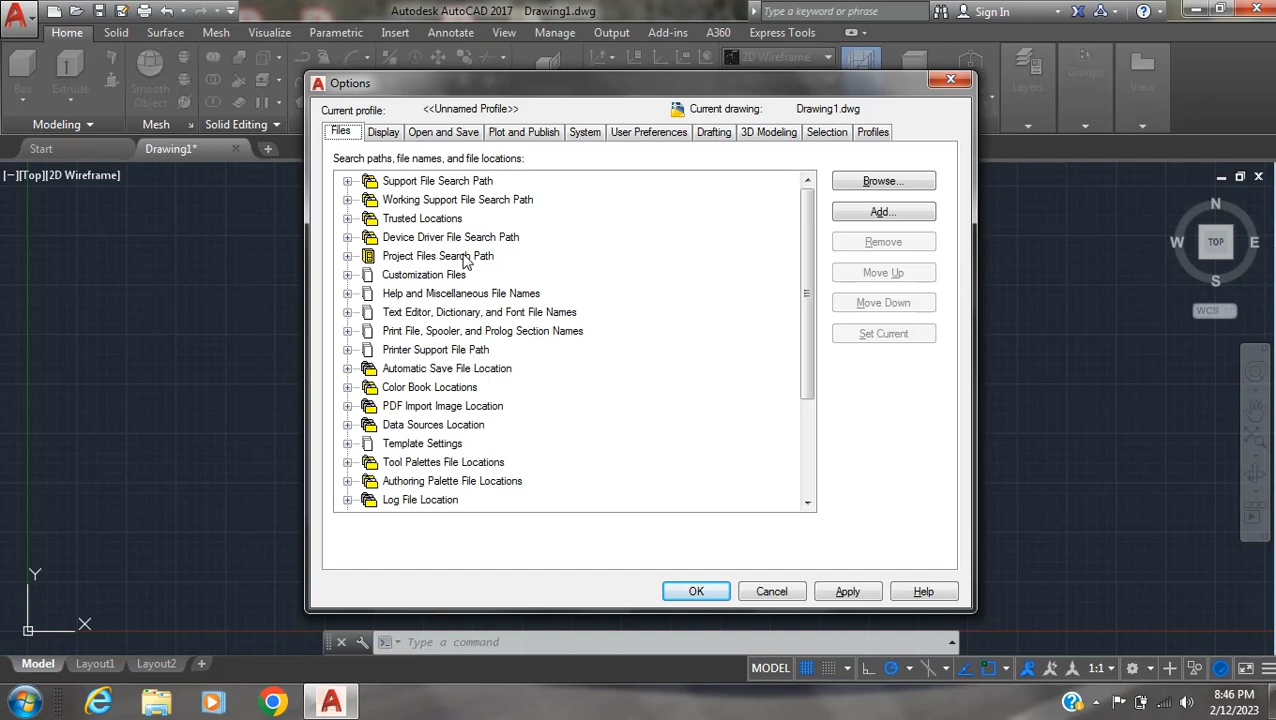 Autodesk AutoCAD 2017 Drawing1.dwg
Type a keyword or phrase
Sign In
Home Solid Surface Mesh Visualize Parametric Insert Annotate View Manage Output Add-ins A360 Express Tools
2D Wireframe
Box Extrude Smooth Object Layers Groups View
Modeling Mesh Solid Editing
Start Drawing1*
[−][Top][2D Wireframe]
Options
Current profile: <<Unnamed Profile>> Current drawing: Drawing1.dwg
Files Display Open and Save Plot and Publish System User Preferences Drafting 3D Modeling Selection Profiles
Search paths, file names, and file locations:
Support File Search Path
Working Support File Search Path
Trusted Locations
Device Driver File Search Path
Project Files Search Path
Customization Files
Help and Miscellaneous File Names
Text Editor, Dictionary, and Font File Names
Print File, Spooler, and Prolog Section Names
Printer Support File Path
Automatic Save File Location
Color Book Locations
PDF Import Image Location
Data Sources Location
Template Settings
Tool Palettes File Locations
Authoring Palette File Locations
Log File Location
Browse...
Add...
Remove
Move Up
Move Down
Set Current
OK Cancel Apply Help
N
W TOP E
S
WCS
Y
X
Type a command
Model Layout1 Layout2 +
MODEL 1:1
8:46 PM
2/12/2023